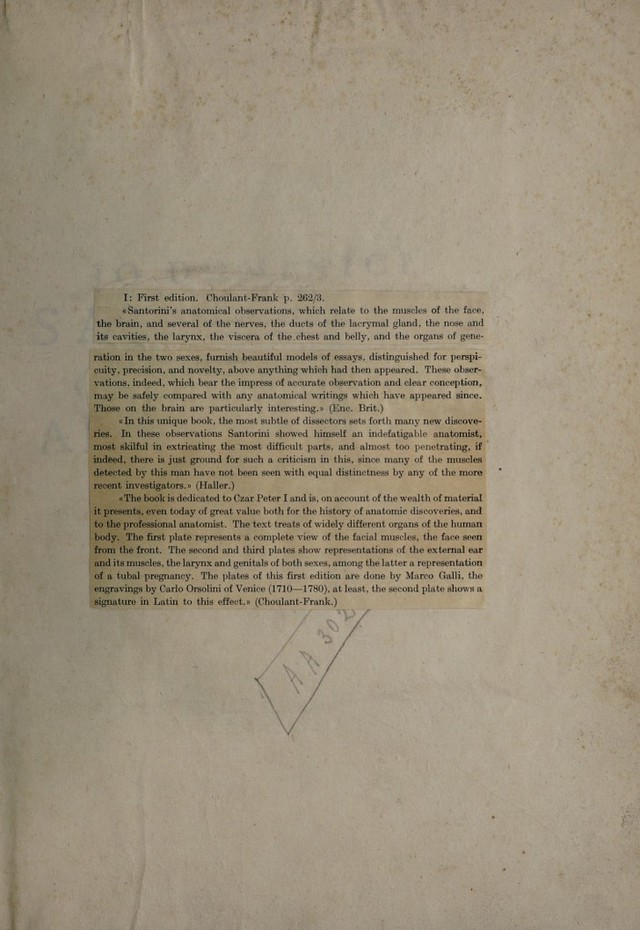 I: First edition. Choulant-Frank p. 262/3.
«Santorini's anatomical observations, which relate to the muscles of the face,
the brain, and several of the nerves, the ducts of the lacrymal gland, the nose and
its cavities, the larynx, the viscera of the chest and belly, and the organs of gene-
ration in the two sexes, furnish beautiful models of essays, distinguished for perspi-
cuity, precision, and novelty, above anything which had then appeared. These obser-
vations, indeed, which bear the impress of accurate observation and clear conception,
may be safely compared with any anatomical writings which have appeared since.
Those on the brain are particularly interesting.» (Enc. Brit.)
«In this unique book, the most subtle of dissectors sets forth many new discove-
ries. In these observations Santorini showed himself an indefatigable anatomist,
most skilful in extricating the most difficult parts, and almost too penetrating, if
indeed, there is just ground for such a criticism in this, since many of the muscles
detected by this man have not been seen with equal distinctness by any of the more
recent investigators.» (Haller.)
«The book is dedicated to Czar Peter I and is, on account of the wealth of material
it presents, even today of great value both for the history of anatomic discoveries, and
to the professional anatomist. The text treats of widely different organs of the human
body. The first plate represents a complete view of the facial muscles, the face seen
from the front. The second and third plates show representations of the external ear
and its muscles, the larynx and genitals of both sexes, among the latter a representation
of a tubal pregnancy. The plates of this first edition are done by Marco Galli, the
engravings by Carlo Orsolini of Venice (1710—1780), at least, the second plate shows a
signature in Latin to this effect.» (Choulant-Frank.)
AA 302